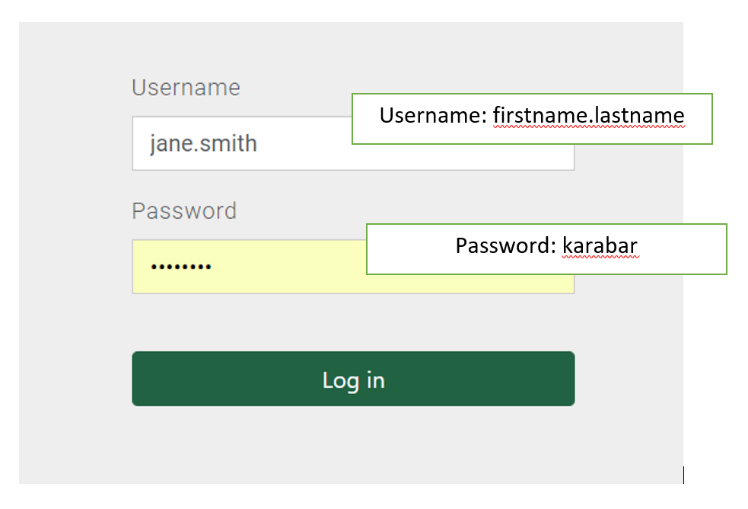 Username
Username: firstname.lastname
jane.smith
Password
Password: karabar
••••••••
Log in